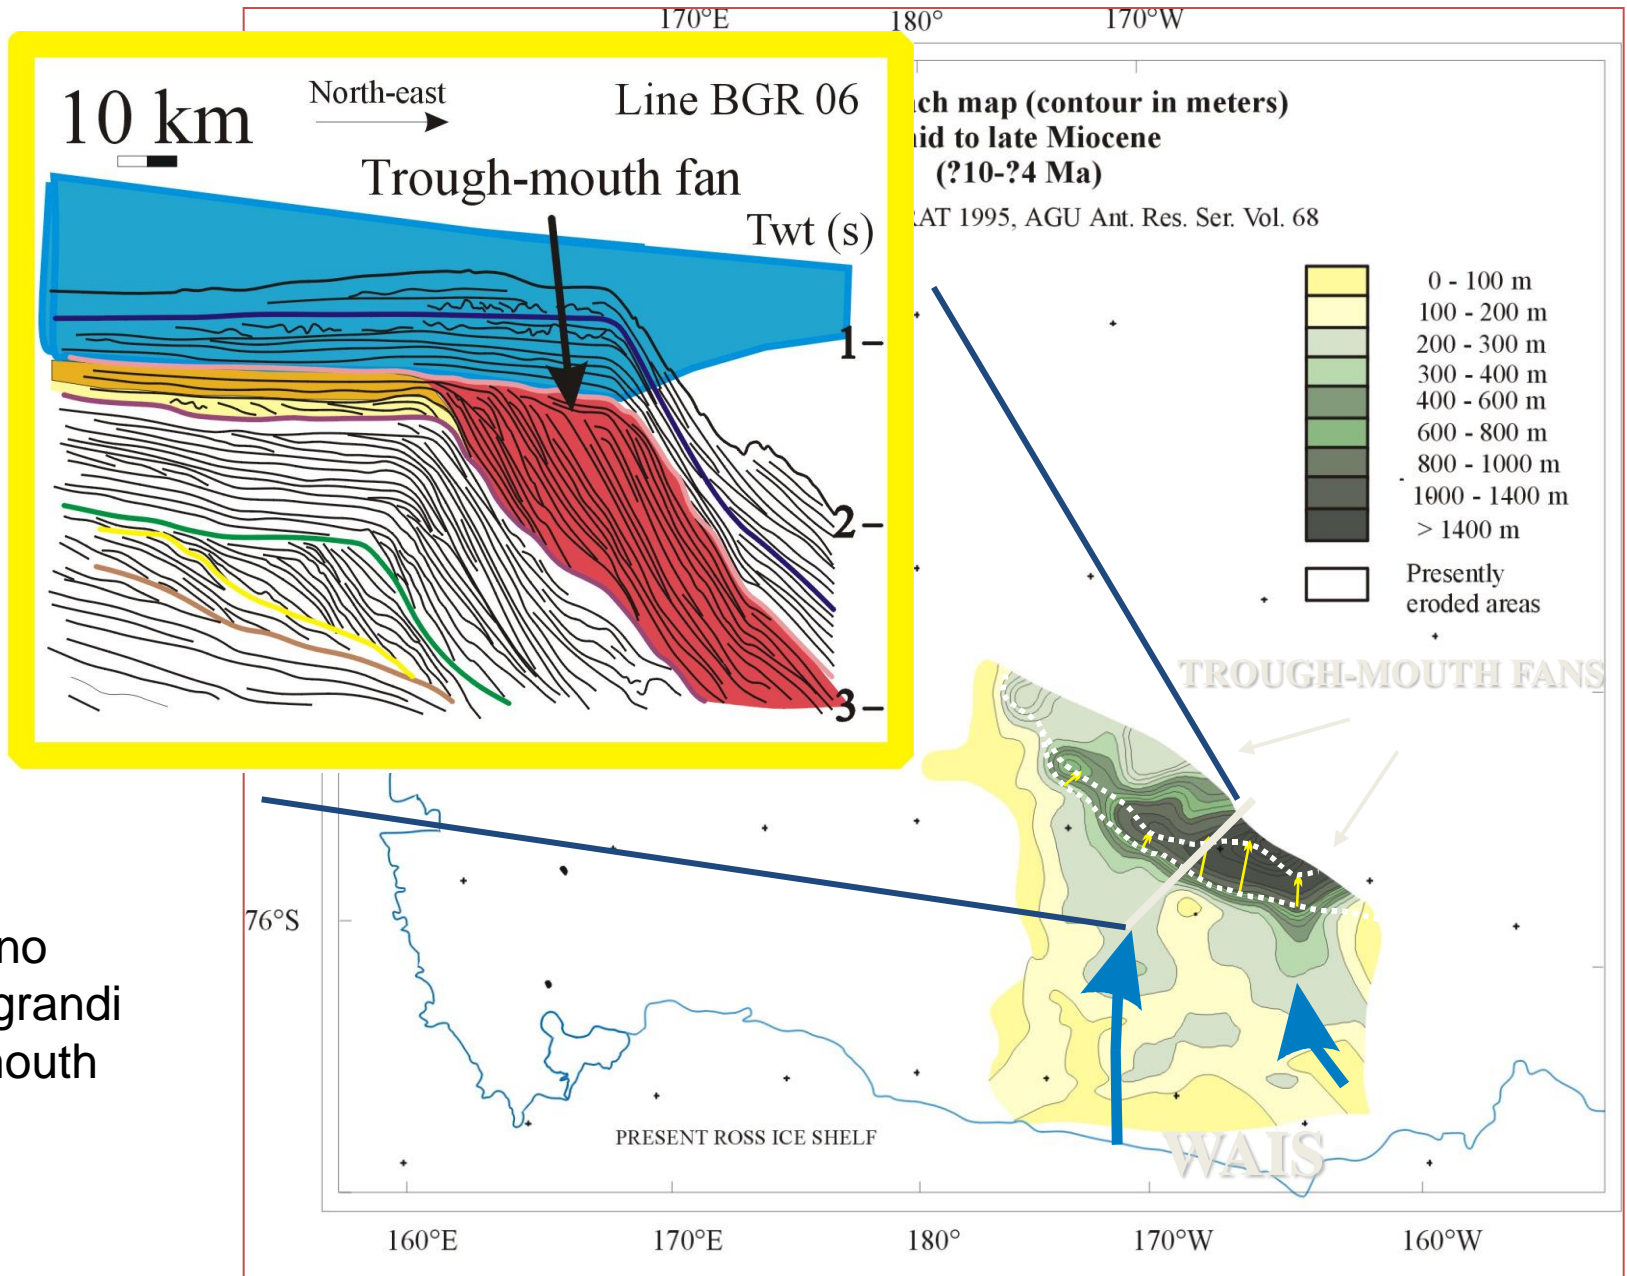 170°E 180° 170°W
10 km
North-east
Line BGR 06
Trough-mouth fan
Twt (s)
1
2
3
ch map (contour in meters)
id to late Miocene
(?10-?4 Ma)
RAT 1995, AGU Ant. Res. Ser. Vol. 68
0 - 100 m
100 - 200 m
200 - 300 m
300 - 400 m
400 - 600 m
600 - 800 m
800 - 1000 m
1000 - 1400 m
> 1400 m
Presently
eroded areas
TROUGH-MOUTH FANS
76°S
no
grandi
outh
PRESENT ROSS ICE SHELF
WAIS
160°E 170°E 180° 170°W 160°W